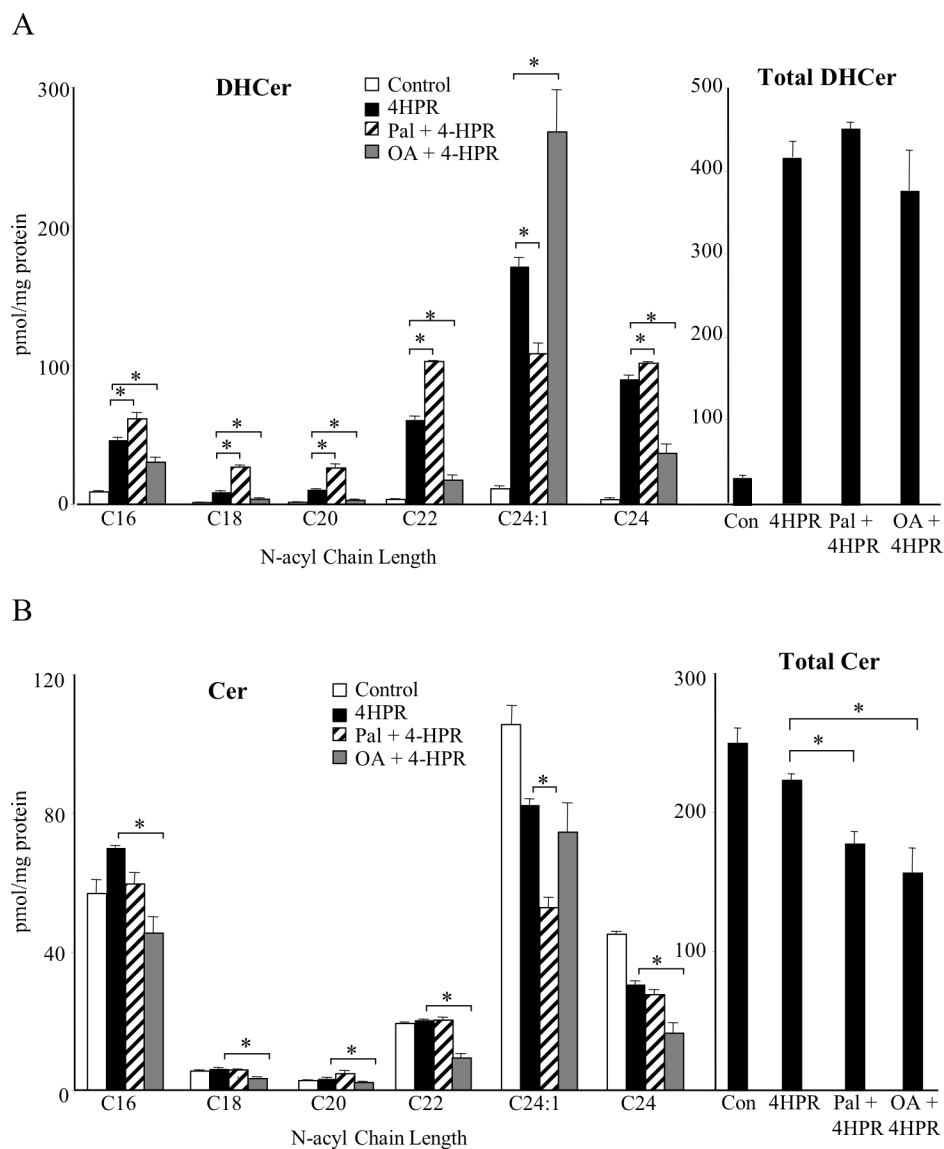 A
DHCer
Control
4HPR
Pal + 4-HPR
OA + 4-HPR
pmol/mg protein
300
200
100
0
*
*
*
*
*
*
*
*
*
*
*
*
C16
C18
C20
C22
C24:1
C24
N-acyl Chain Length
Total DHCer
500
400
300
200
100
Con
4HPR
Pal + 4HPR
OA + 4HPR
B
Cer
Control
4HPR
Pal + 4-HPR
OA + 4-HPR
pmol/mg protein
120
80
40
0
*
*
*
*
*
*
C16
C18
C20
C22
C24:1
C24
N-acyl Chain Length
Total Cer
300
200
100
*
*
Con
4HPR
Pal +
4HPR
OA +
4HPR